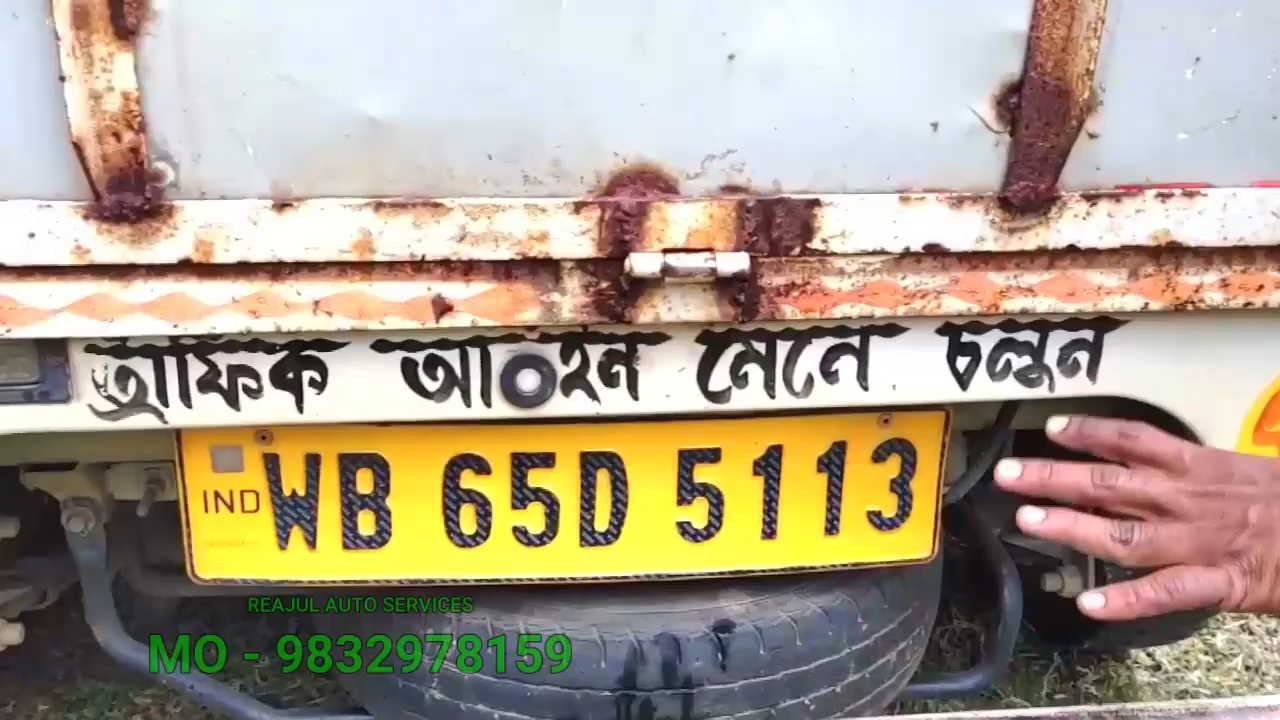 ট্রাফিক আইন মেনে চলুন
IND WB 65D 5113
REAJUL AUTO SERVICES
MO - 9832978159